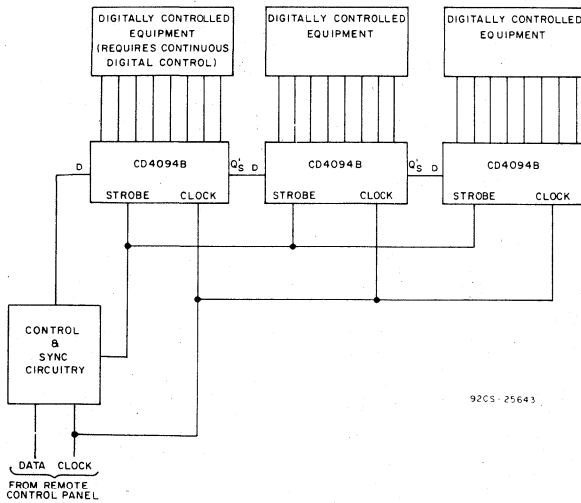 DIGITALLY CONTROLLED
EQUIPMENT
(REQUIRES CONTINUOUS
DIGITAL CONTROL)
DIGITALLY CONTROLLED
EQUIPMENT
DIGITALLY CONTROLLED
EQUIPMENT
D
CD4094B
STROBE CLOCK
Q'S D
CD4094B
STROBE CLOCK
Q'S D
CD4094B
STROBE CLOCK
CONTROL
&
SYNC
CIRCUITRY
92CS-25643
DATA CLOCK
FROM REMOTE
CONTROL PANEL